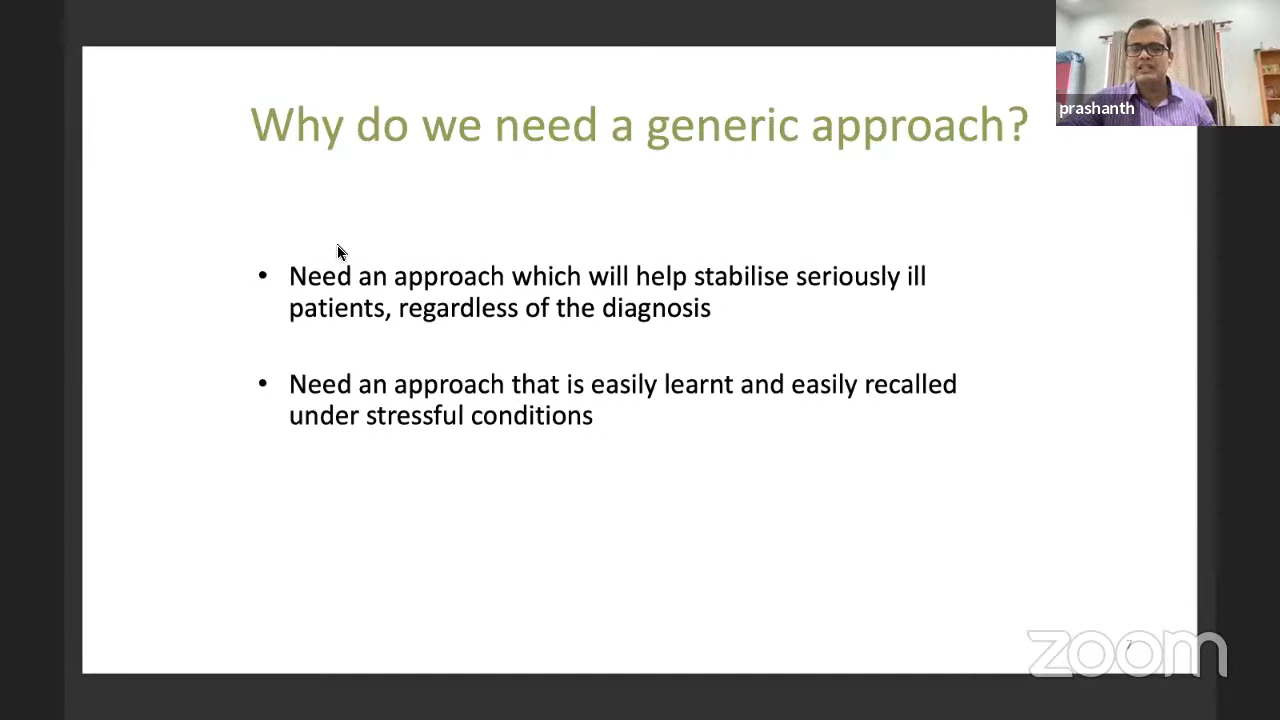 Why do we need a generic approach?
prashanth
• Need an approach which will help stabilise seriously ill
patients, regardless of the diagnosis
• Need an approach that is easily learnt and easily recalled
under stressful conditions
7
zoom